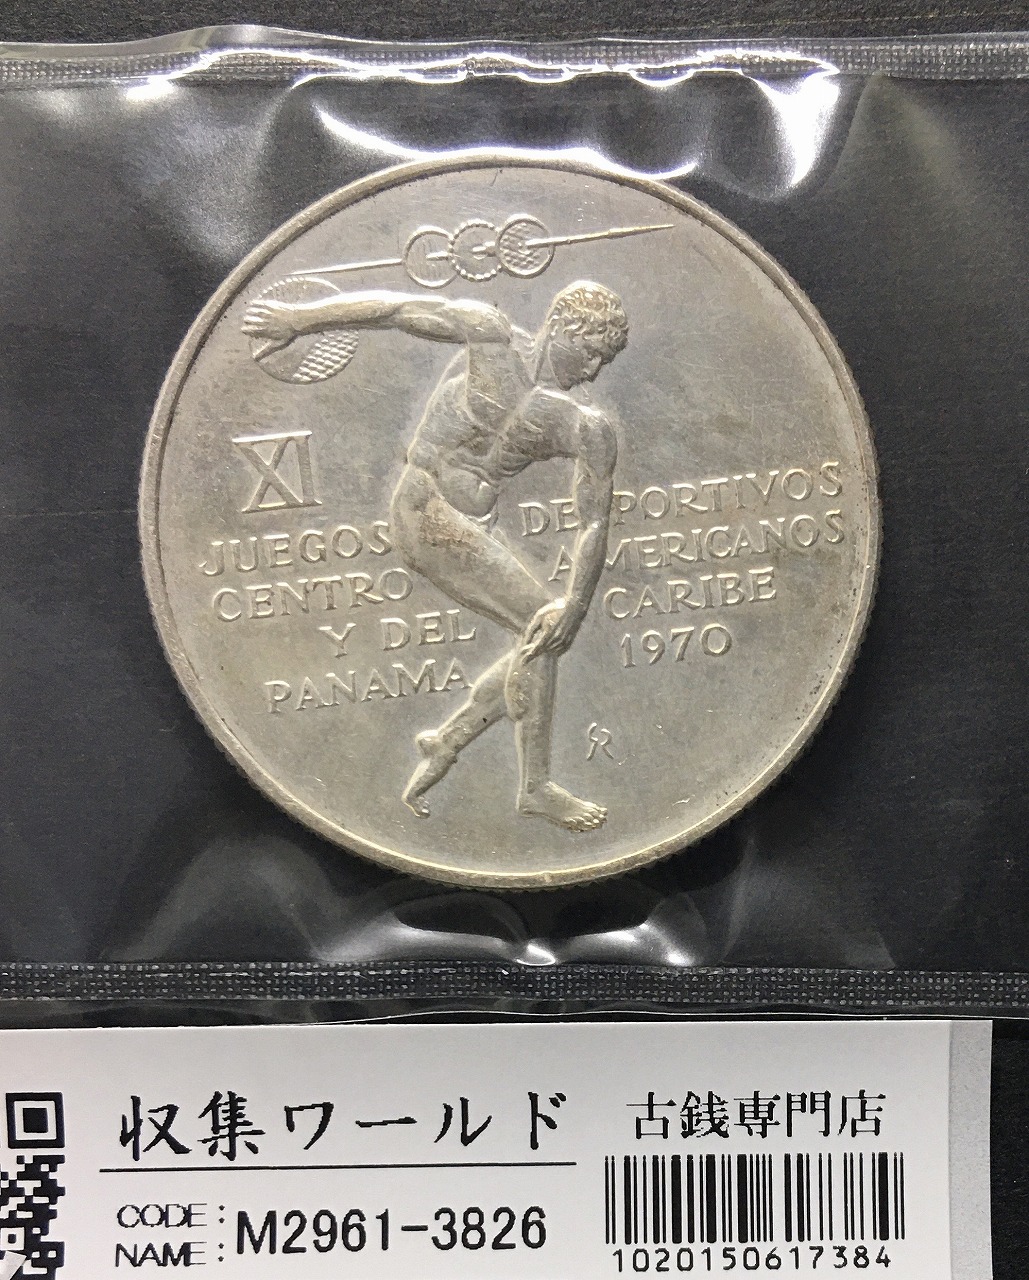 XI
JUEGOS DEPORTIVOS
CENTRO AMERICANOS
Y DEL CARIBE
PANAMA 1970
SR
収集ワールド
古銭専門店
CODE: M2961-3826
NAME:
1020150617384